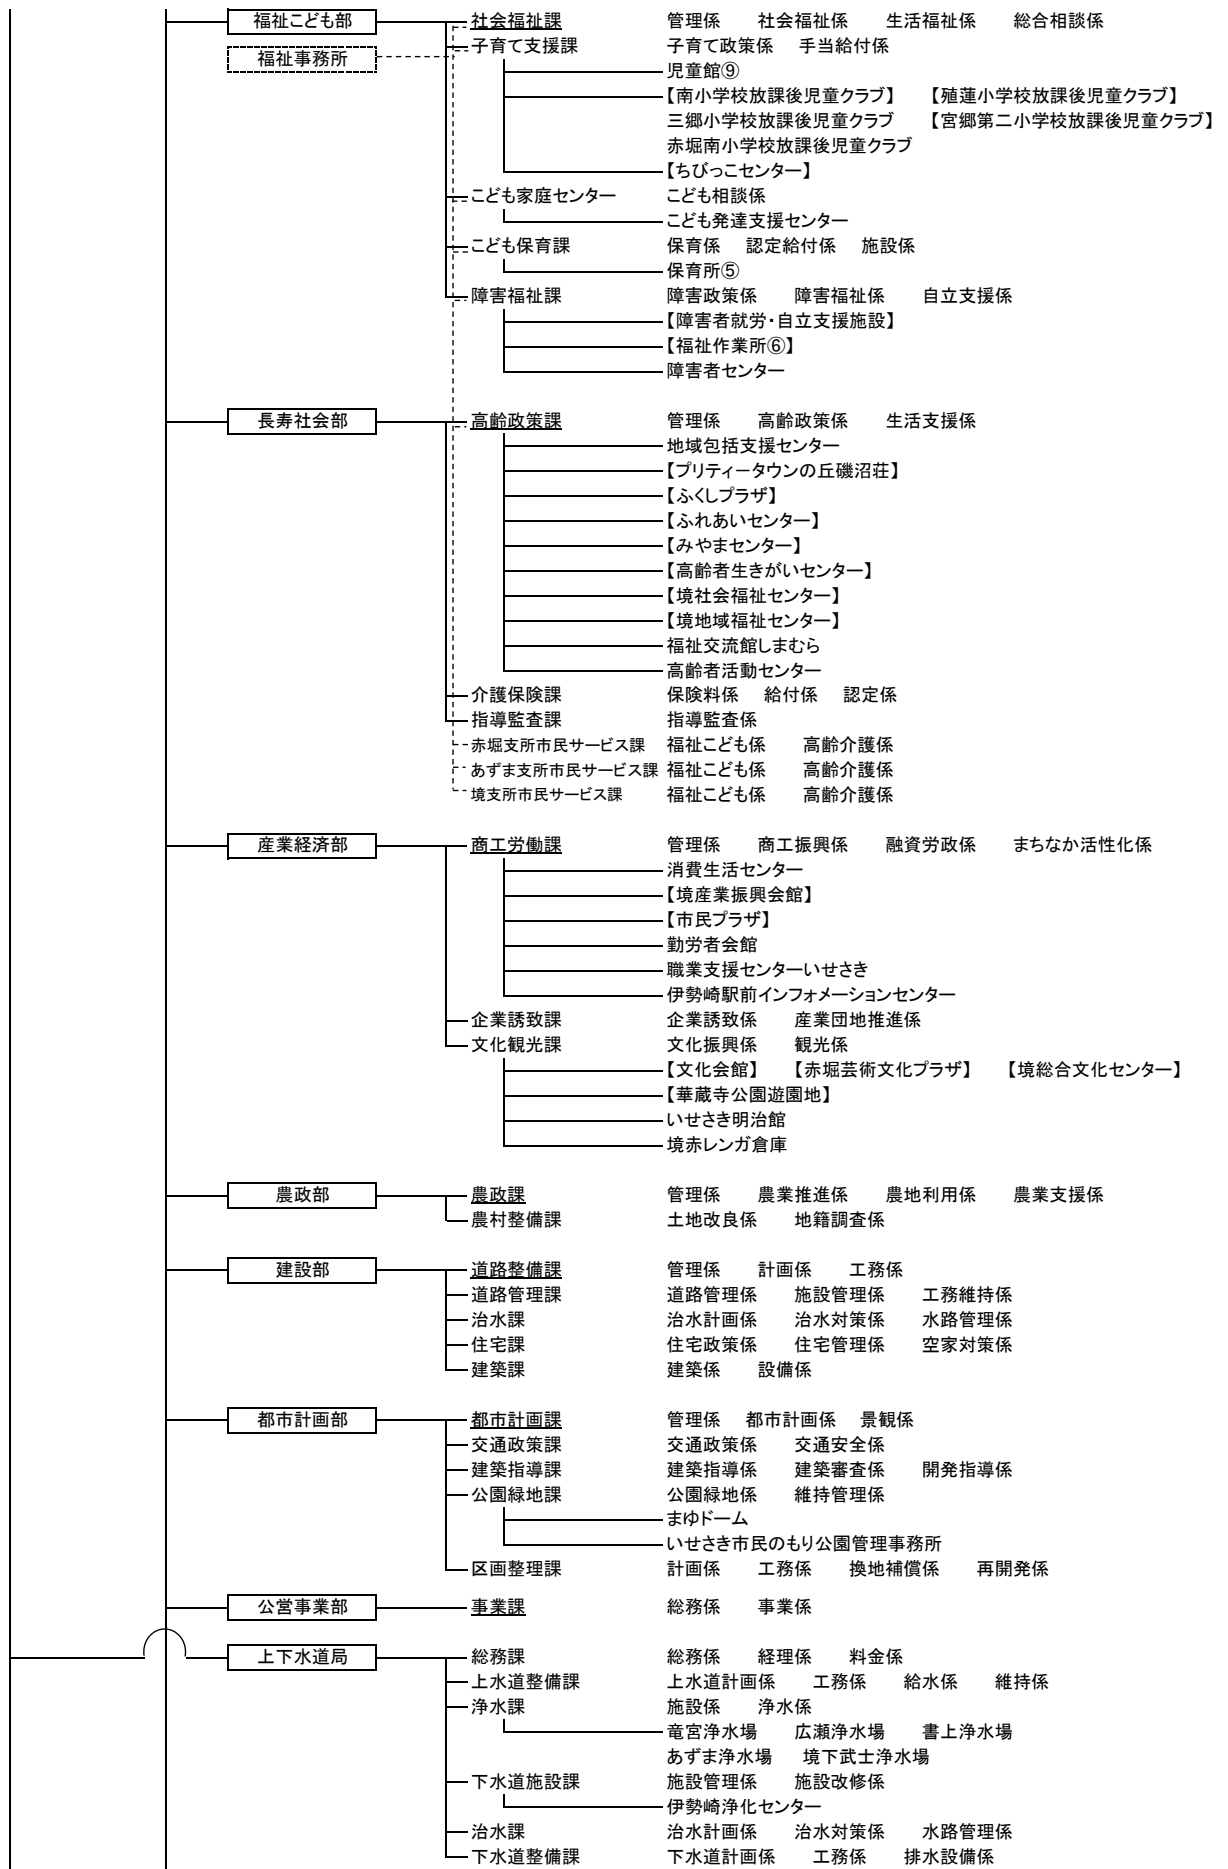 福祉こども部 社会福祉課 管理係 社会福祉係 生活福祉係 総合相談係
子育て支援課 子育て政策係 手当給付係
福祉事務所
児童館⑨
【南小学校放課後児童クラブ】 【殖蓮小学校放課後児童クラブ】
三郷小学校放課後児童クラブ 【宮郷第二小学校放課後児童クラブ】
赤堀南小学校放課後児童クラブ
【ちびっこセンター】
こども家庭センター こども相談係
こども発達支援センター
こども保育課 保育係 認定給付係 施設係
保育所⑤
障害福祉課 障害政策係 障害福祉係 自立支援係
【障害者就労・自立支援施設】
【福祉作業所⑥】
障害者センター
長寿社会部 高齢政策課 管理係 高齢政策係 生活支援係
地域包括支援センター
【プリティータウンの丘磯沼荘】
【ふくしプラザ】
【ふれあいセンター】
【みやまセンター】
【高齢者生きがいセンター】
【境社会福祉センター】
【境地域福祉センター】
福祉交流館しまむら
高齢者活動センター
介護保険課 保険料係 給付係 認定係
指導監査課 指導監査係
赤堀支所市民サービス課 福祉こども係 高齢介護係
あずま支所市民サービス課 福祉こども係 高齢介護係
境支所市民サービス課 福祉こども係 高齢介護係
産業経済部 商工労働課 管理係 商工振興係 融資労政係 まちなか活性化係
消費生活センター
【境産業振興会館】
【市民プラザ】
勤労者会館
職業支援センターいせさき
伊勢崎駅前インフォメーションセンター
企業誘致課 企業誘致係 産業団地推進係
文化観光課 文化振興係 観光係
【文化会館】 【赤堀芸術文化プラザ】 【境総合文化センター】
【華蔵寺公園遊園地】
いせさき明治館
境赤レンガ倉庫
農政部 農政課 管理係 農業推進係 農地利用係 農業支援係
農村整備課 土地改良係 地籍調査係
建設部 道路整備課 管理係 計画係 工務係
道路管理課 道路管理係 施設管理係 工務維持係
治水課 治水計画係 治水対策係 水路管理係
住宅課 住宅政策係 住宅管理係 空家対策係
建築課 建築係 設備係
都市計画部 都市計画課 管理係 都市計画係 景観係
交通政策課 交通政策係 交通安全係
建築指導課 建築指導係 建築審査係 開発指導係
公園緑地課 公園緑地係 維持管理係
まゆドーム
いせさき市民のもり公園管理事務所
区画整理課 計画係 工務係 換地補償係 再開発係
公営事業部 事業課 総務係 事業係
上下水道局 総務課 総務係 経理係 料金係
上水道整備課 上水道計画係 工務係 給水係 維持係
浄水課 施設係 浄水係
竜宮浄水場 広瀬浄水場 書上浄水場
あずま浄水場 境下武士浄水場
下水道施設課 施設管理係 施設改修係
伊勢崎浄化センター
治水課 治水計画係 治水対策係 水路管理係
下水道整備課 下水道計画係 工務係 排水設備係